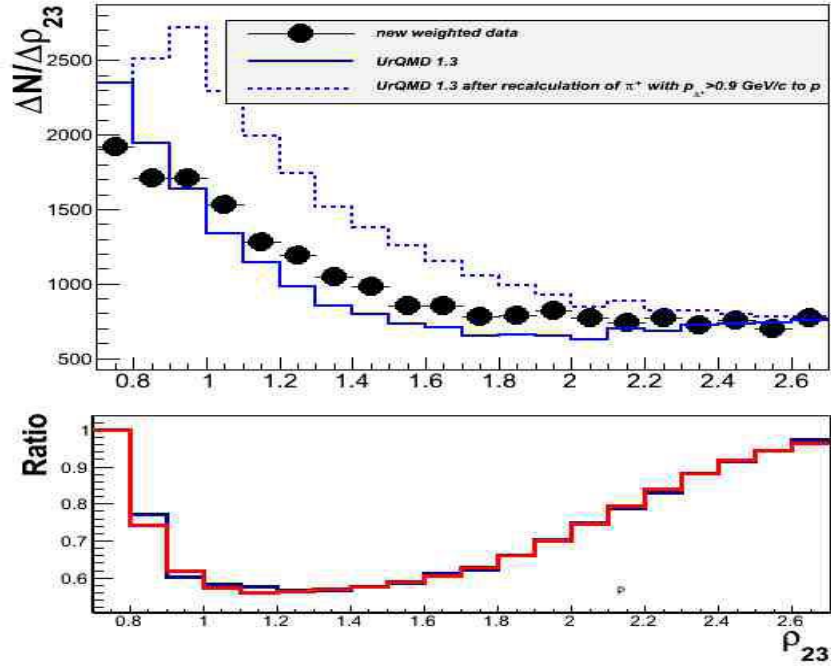 ΔN/Δρ23
2500
2000
1500
1000
500
new weighted data
UrQMD 1.3
UrQMD 1.3 after recalculation of π+ with pπ+>0.9 GeV/c to p
0.8 1 1.2 1.4 1.6 1.8 2 2.2 2.4 2.6
Ratio
1
0.9
0.8
0.7
0.6
P
0.8 1 1.2 1.4 1.6 1.8 2 2.2 2.4 2.6
ρ23